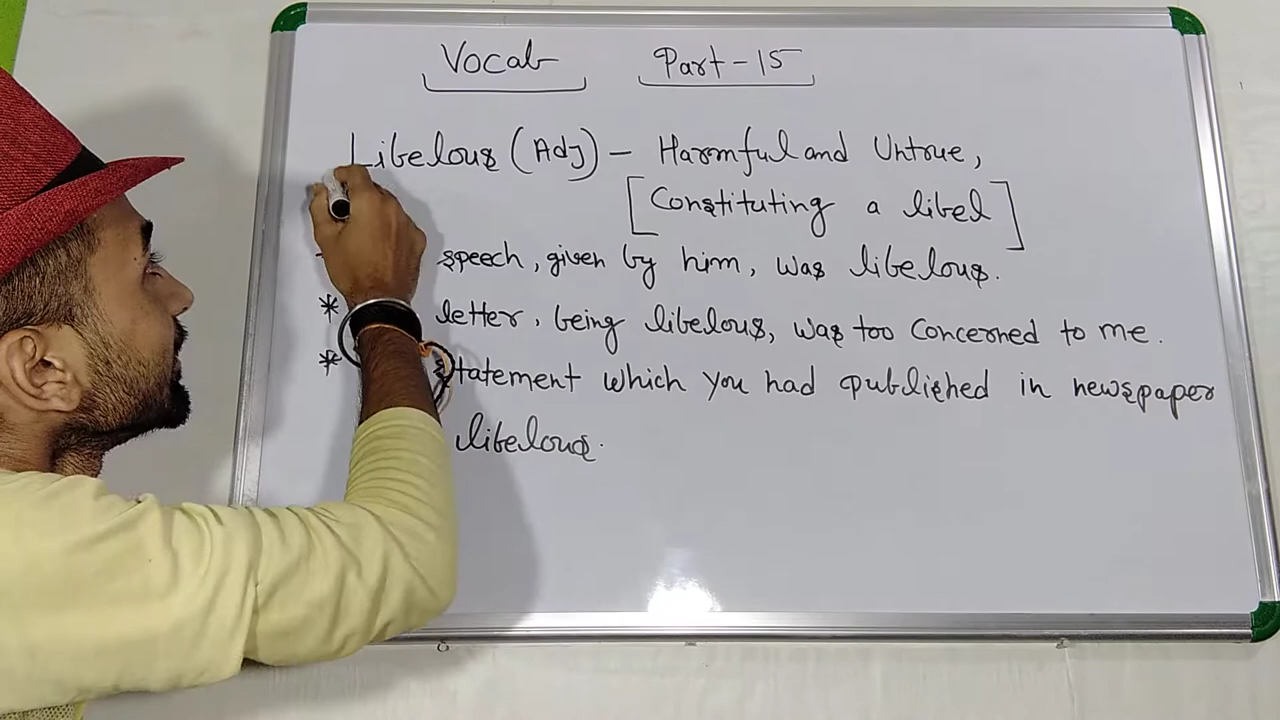 Vocab Part-15
Libelous (Adj) - Harmful and Untrue,
[Constituting a libel]
speech, given by him, was libelous.
* letter, being libelous, was too concerned to me.
* statement which you had published in newspaper
libelous.